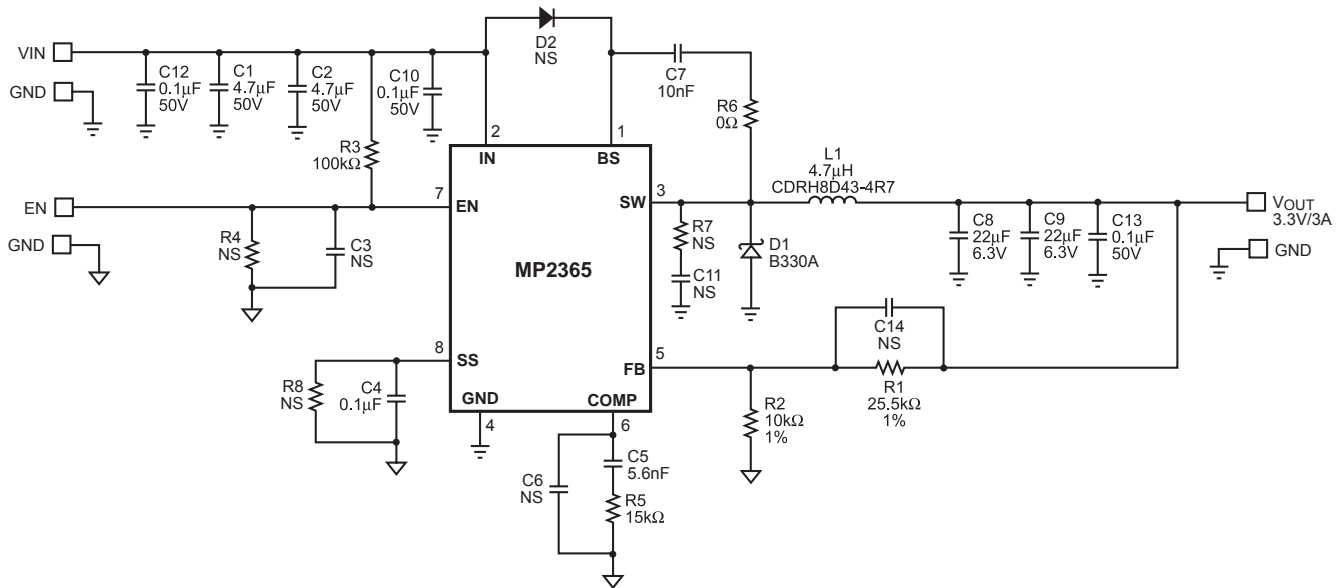 VIN
GND
C12
0.1µF
50V
C1
4.7µF
50V
C2
4.7µF
50V
C10
0.1µF
50V
D2
NS
C7
10nF
R6
0Ω
R3
100kΩ
2
IN
1
BS
EN
GND
7
EN
R4
NS
C3
NS
MP2365
SW
3
L1
4.7µH
CDRH8D43-4R7
R7
NS
C11
NS
D1
B330A
C8
22µF
6.3V
C9
22µF
6.3V
C13
0.1µF
50V
VOUT
3.3V/3A
GND
8
SS
R8
NS
C4
0.1µF
GND
4
COMP
6
FB
5
C14
NS
R1
25.5kΩ
1%
R2
10kΩ
1%
C6
NS
C5
5.6nF
R5
15kΩ